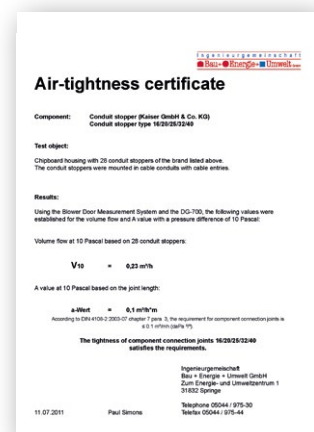 Ingenieurgemeinschaft
Bau + Energie + Umwelt GmbH
Air-tightness certificate
Component: Conduit stopper (Kaiser GmbH & Co. KG)
Conduit stopper type 16/20/25/32/40
Test object:
Chipboard housing with 28 conduit stoppers of the brand listed above.
The conduit stoppers were mounted in cable conduits with cable entries.
Results:
Using the Blower Door Measurement System and the DG-700, the following values were
established for the volume flow and A value with a pressure difference of 10 Pascal:
Volume flow at 10 Pascal based on 28 conduit stoppers:
V10 = 0,23 m³/h
A value at 10 Pascal based on the joint length:
a-Wert = 0,1 m³/h*m
According to DIN 4108-2 2003-07 chapter 7 para. 3, the requirement for component connection joints is
≤ 0.1 m³/mh (daPa ²/³).
The tightness of component connection joints 16/20/25/32/40
satisfies the requirements.
Ingenieurgemeinschaft
Bau + Energie + Umwelt GmbH
Zum Energie- und Umweltzentrum 1
31832 Springe
Telephone 05044 / 975-30
11.07.2011 Paul Simons Telefax 05044 / 975-44